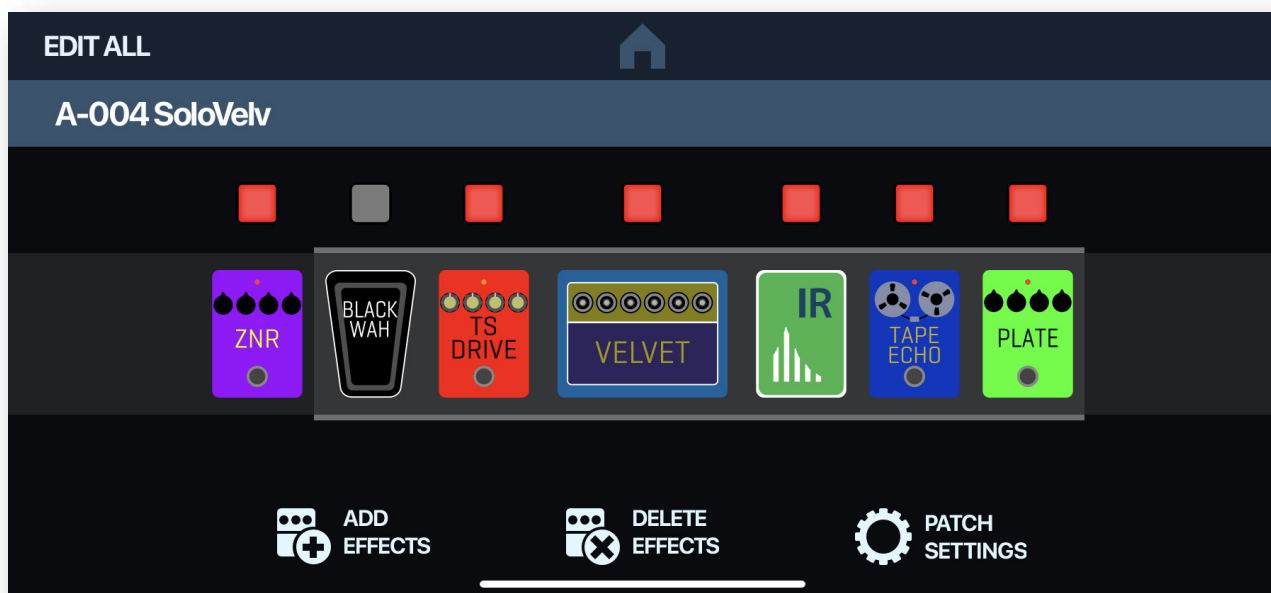 EDIT ALL
A-004 SoloVelv
ZNR
BLACK
WAH
TS
DRIVE
VELVET
IR
TAPE
ECHO
PLATE
ADD
EFFECTS
DELETE
EFFECTS
PATCH
SETTINGS